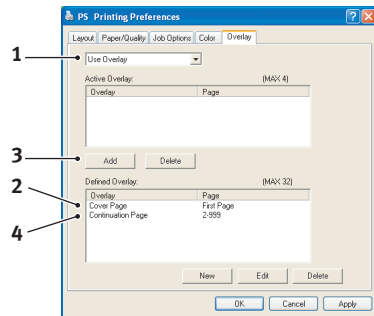 PS Printing Preferences
Layout Paper/Quality Job Options Color Overlay
1 Use Overlay
Active Overlay: (MAX 4)
Overlay Page
3 Add Delete
Defined Overlay: (MAX 32)
Overlay Page
2 Cover Page First Page
4 Continuation Page 2-999
New Edit Delete
OK Cancel Apply